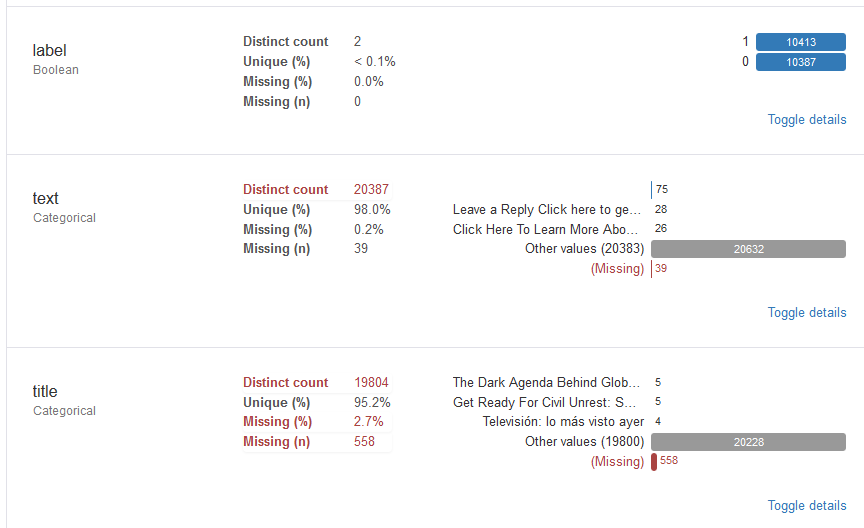 label
Boolean
Distinct count 2
Unique (%) < 0.1%
Missing (%) 0.0%
Missing (n) 0
1 10413
0 10387
Toggle details
text
Categorical
Distinct count 20387
Unique (%) 98.0%
Missing (%) 0.2%
Missing (n) 39
75
Leave a Reply Click here to ge... 28
Click Here To Learn More Abo... 26
Other values (20383) 20632
(Missing) 39
Toggle details
title
Categorical
Distinct count 19804
Unique (%) 95.2%
Missing (%) 2.7%
Missing (n) 558
The Dark Agenda Behind Glob... 5
Get Ready For Civil Unrest: S... 5
Televisión: lo más visto ayer 4
Other values (19800) 20228
(Missing) 558
Toggle details